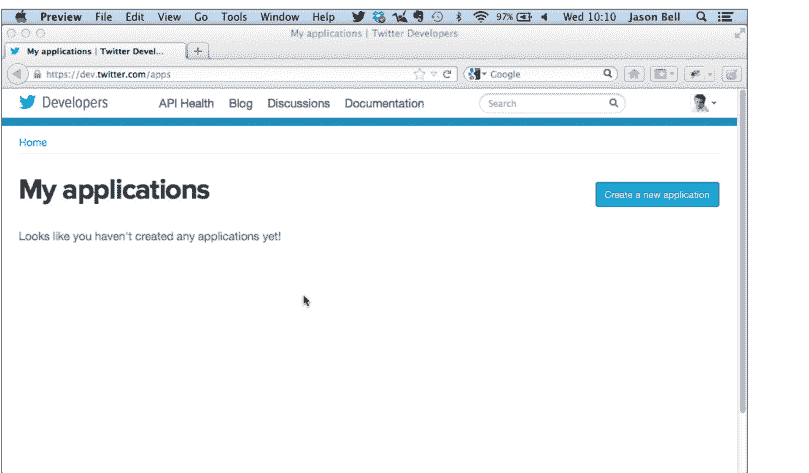 Preview File Edit View Go Tools Window Help 97% Wed 10:10 Jason Bell
My applications | Twitter Developers
My applications | Twitter Devel... +
https://dev.twitter.com/apps Google
Developers API Health Blog Discussions Documentation Search
Home
My applications
Create a new application
Looks like you haven't created any applications yet!